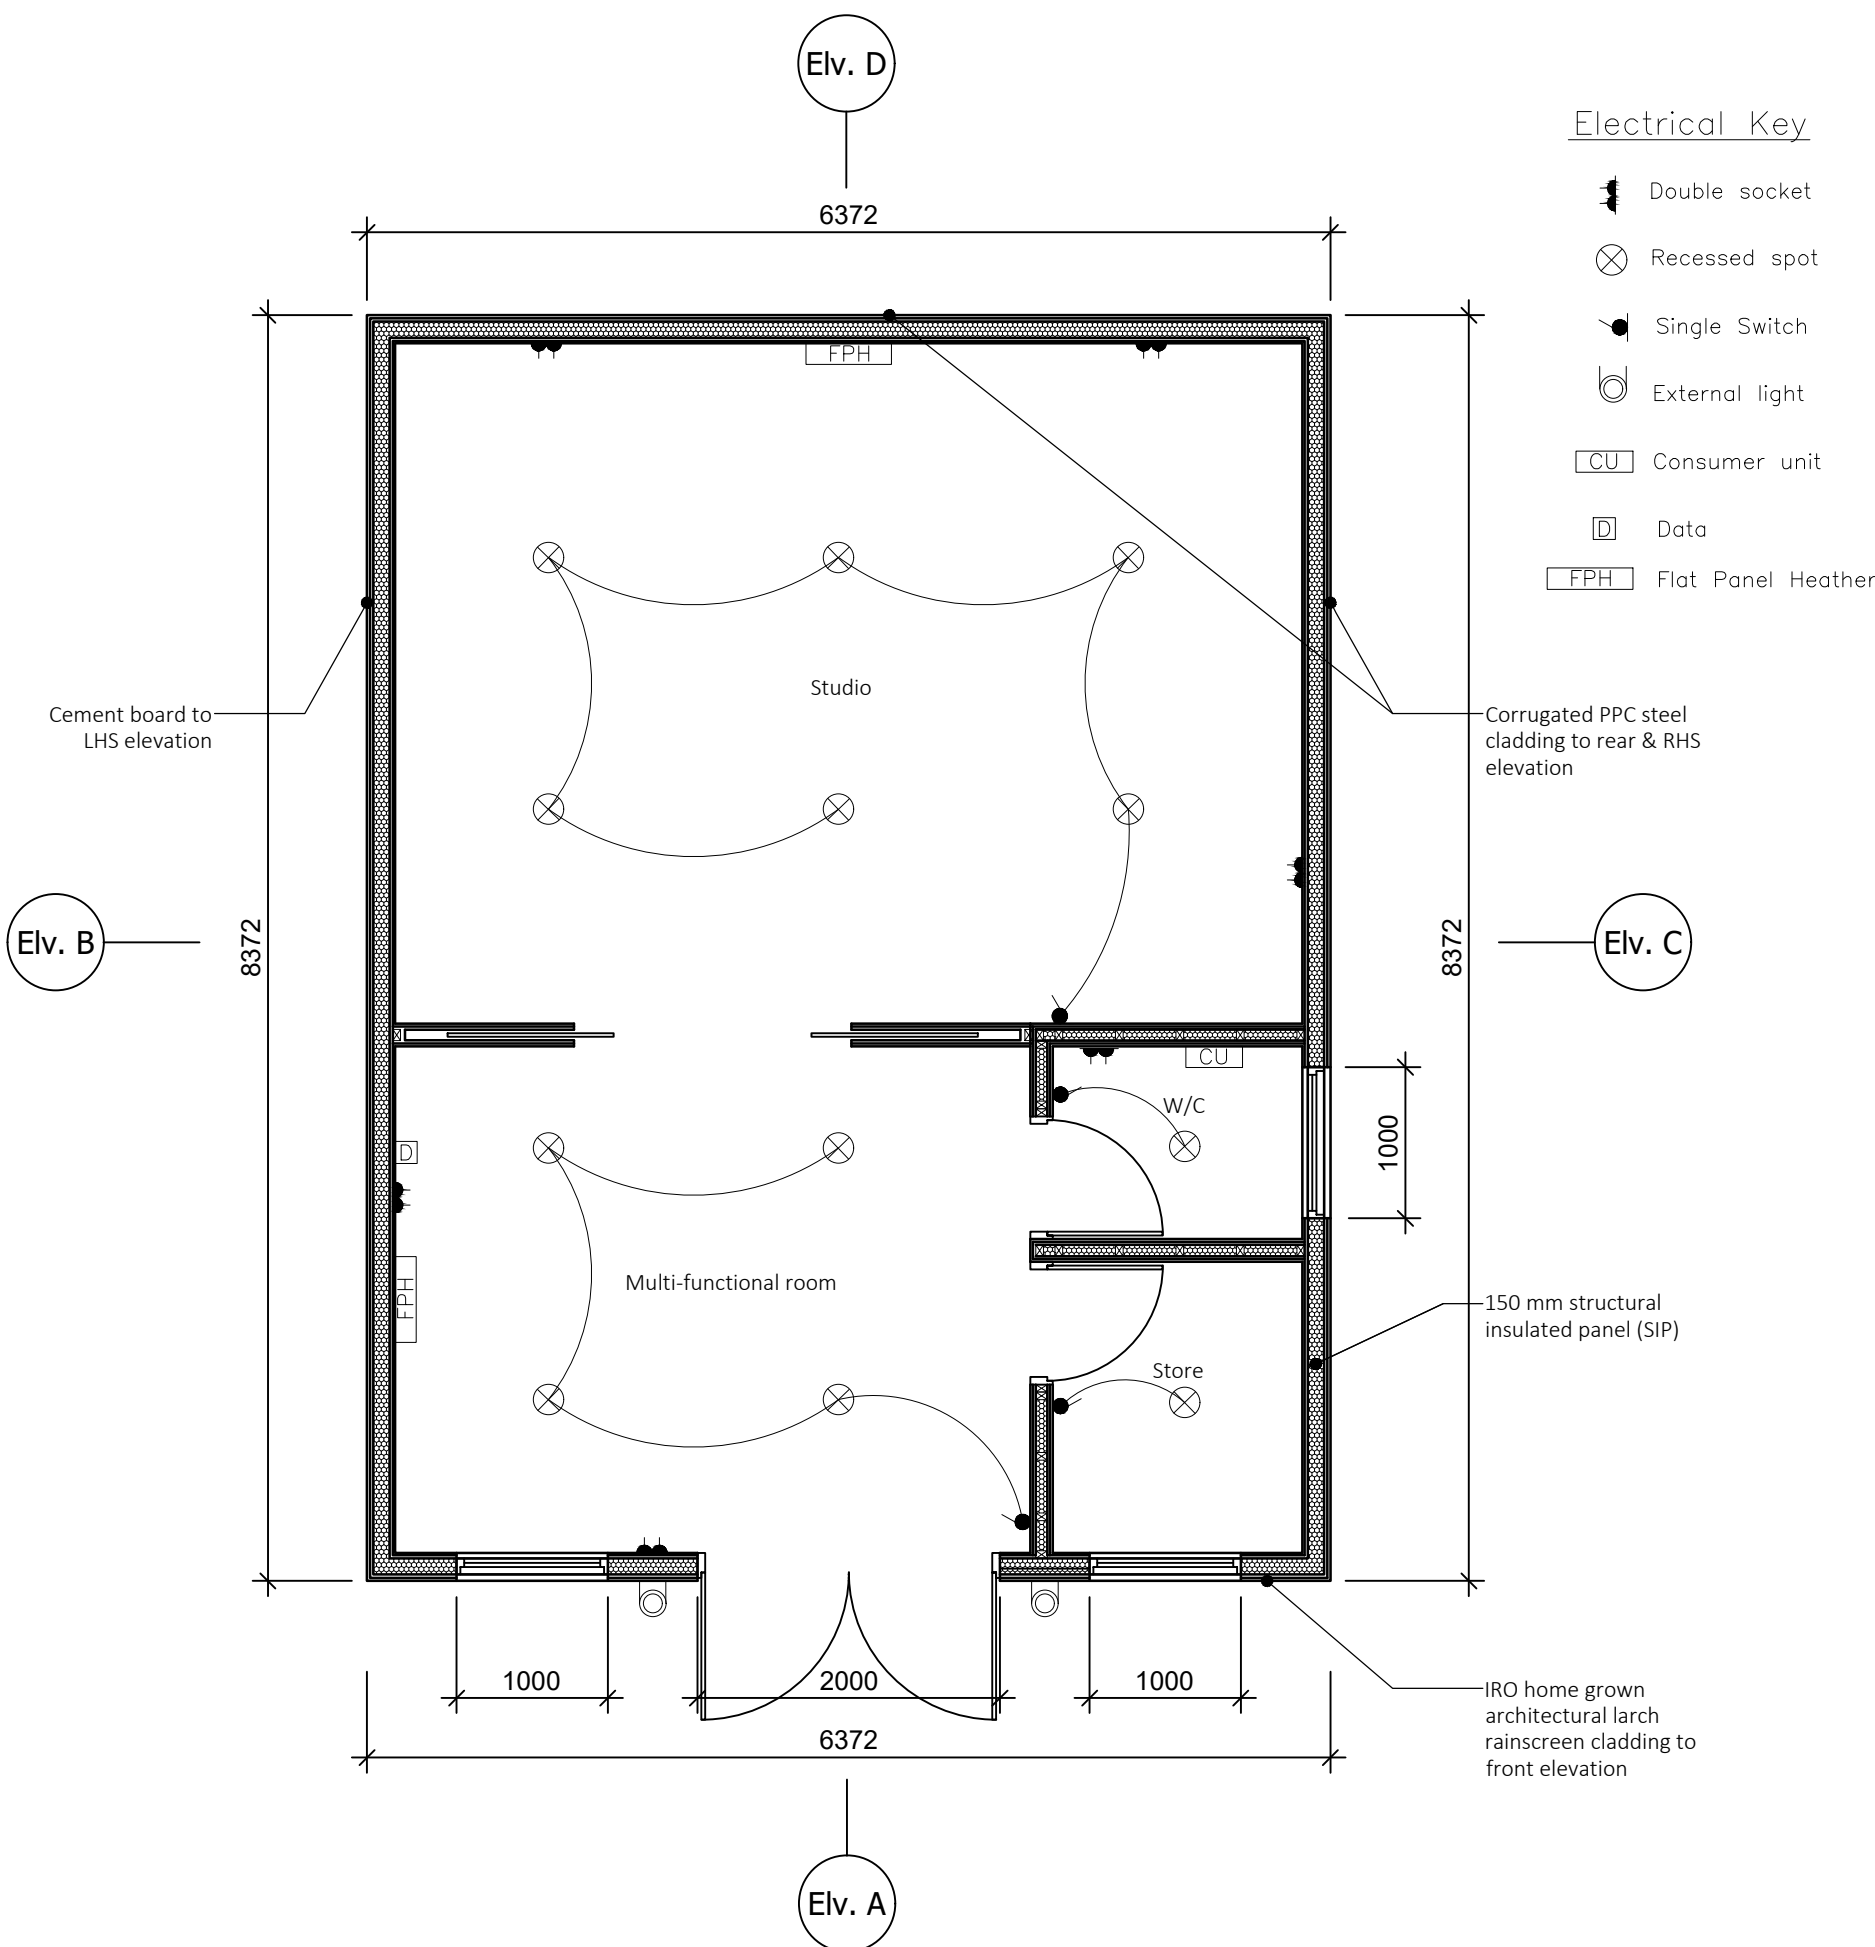 Elv. D
Electrical Key
Double socket
6372
Recessed spot
Single Switch
FPH
External light
CU Consumer unit
D Data
FPH Flat Panel Heather
Studio
Cement board to
LHS elevation
Corrugated PPC steel
cladding to rear & RHS
elevation
Elv. B
8372
8372
Elv. C
CU
W/C
D
1000
FPH
Multi-functional room
150 mm structural
insulated panel (SIP)
Store
1000
2000
1000
IRO home grown
architectural larch
rainscreen cladding to
front elevation
6372
Elv. A